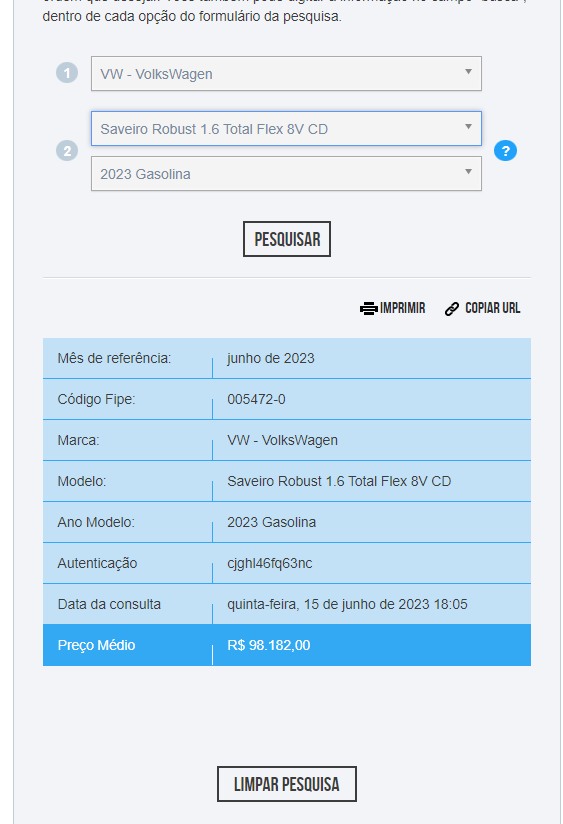 dentro de cada opção do formulário da pesquisa.
1 VW - VolksWagen
Saveiro Robust 1.6 Total Flex 8V CD
2 ?
2023 Gasolina
PESQUISAR
IMPRIMIR COPIAR URL
Mês de referência: junho de 2023
Código Fipe: 005472-0
Marca: VW - VolksWagen
Modelo: Saveiro Robust 1.6 Total Flex 8V CD
Ano Modelo: 2023 Gasolina
Autenticação cjghl46fq63nc
Data da consulta quinta-feira, 15 de junho de 2023 18:05
Preço Médio R$ 98.182,00
LIMPAR PESQUISA